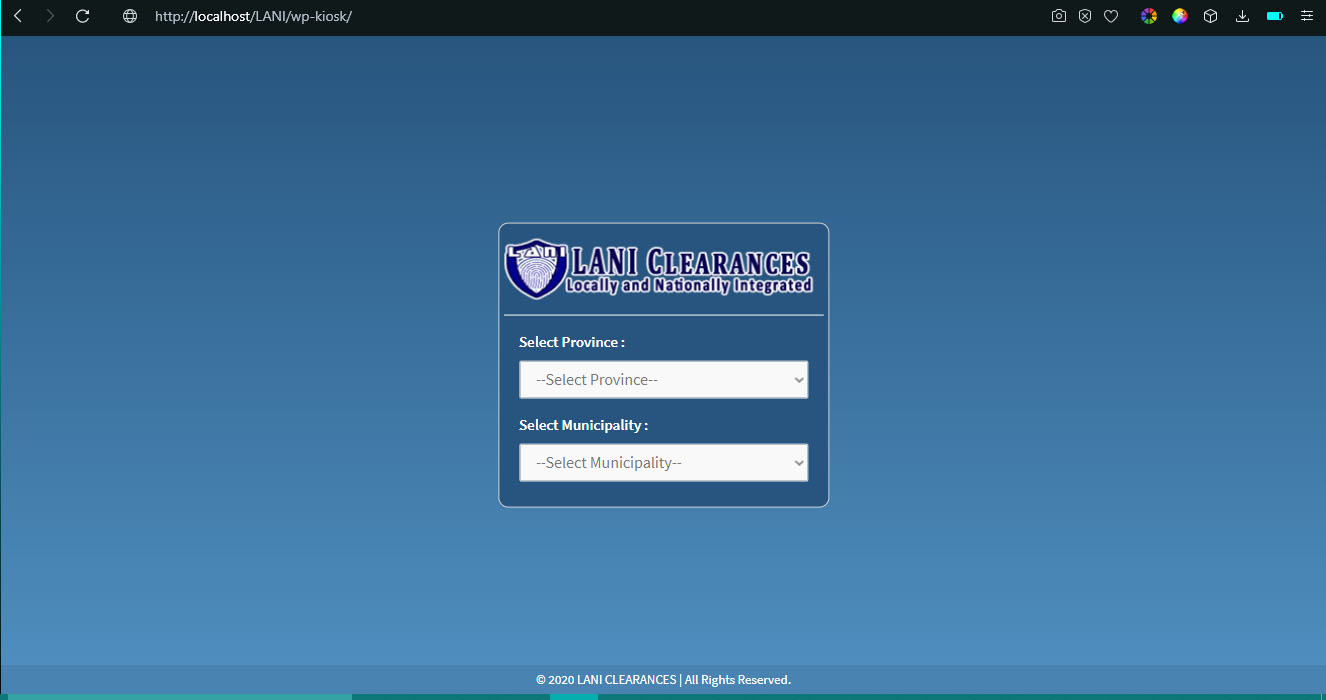 http://localhost/LANI/wp-kiosk/
LANI
LANI CLEARANCES
Locally and Nationally Integrated
Select Province :
--Select Province--
Select Municipality :
--Select Municipality--
© 2020 LANI CLEARANCES | All Rights Reserved.